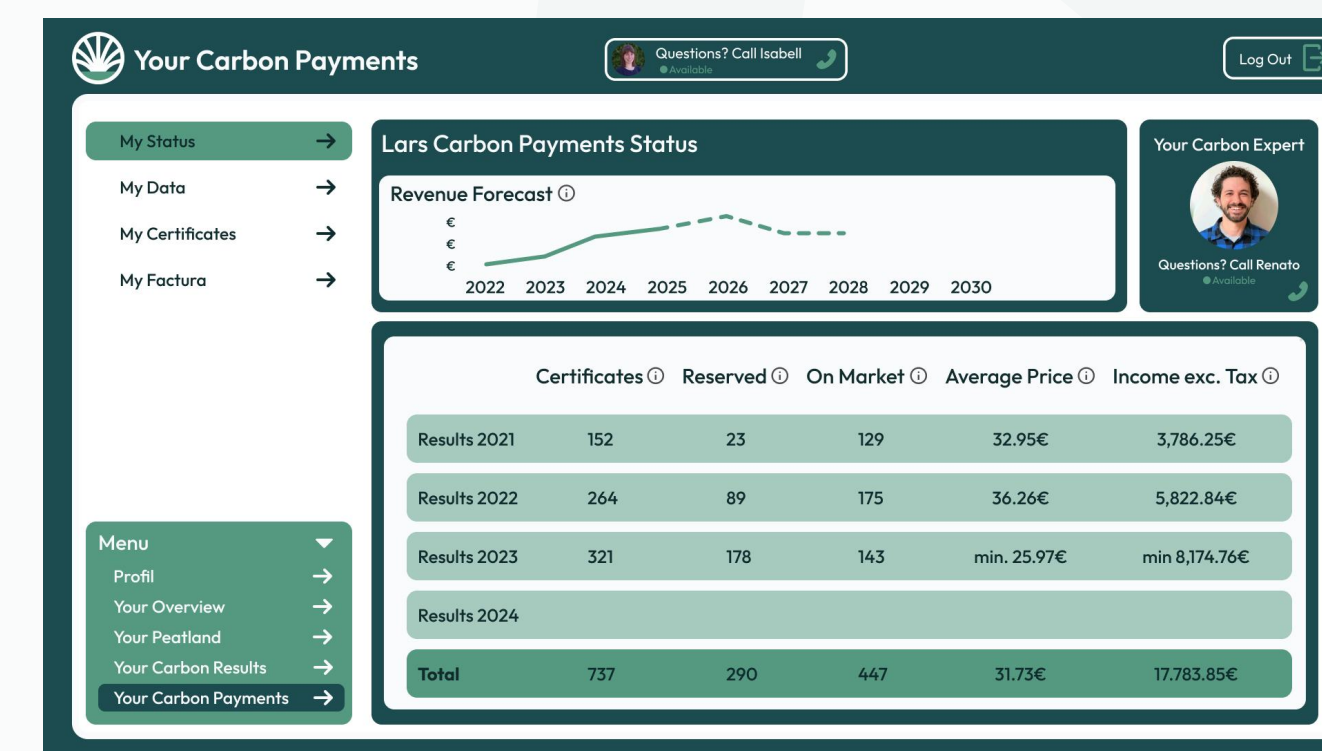 Your Carbon Payments
Questions? Call Isabell
Available
Log Out
My Status
My Data
My Certificates
My Factura
Menu
Profil
Your Overview
Your Peatland
Your Carbon Results
Your Carbon Payments
Lars Carbon Payments Status
Revenue Forecast
€
€
€
2022 2023 2024 2025 2026 2027 2028 2029 2030
Your Carbon Expert
Questions? Call Renato
Available
Certificates Reserved On Market Average Price Income exc. Tax
Results 2021 152 23 129 32.95€ 3,786.25€
Results 2022 264 89 175 36.26€ 5,822.84€
Results 2023 321 178 143 min. 25.97€ min 8,174.76€
Results 2024
Total 737 290 447 31.73€ 17.783.85€